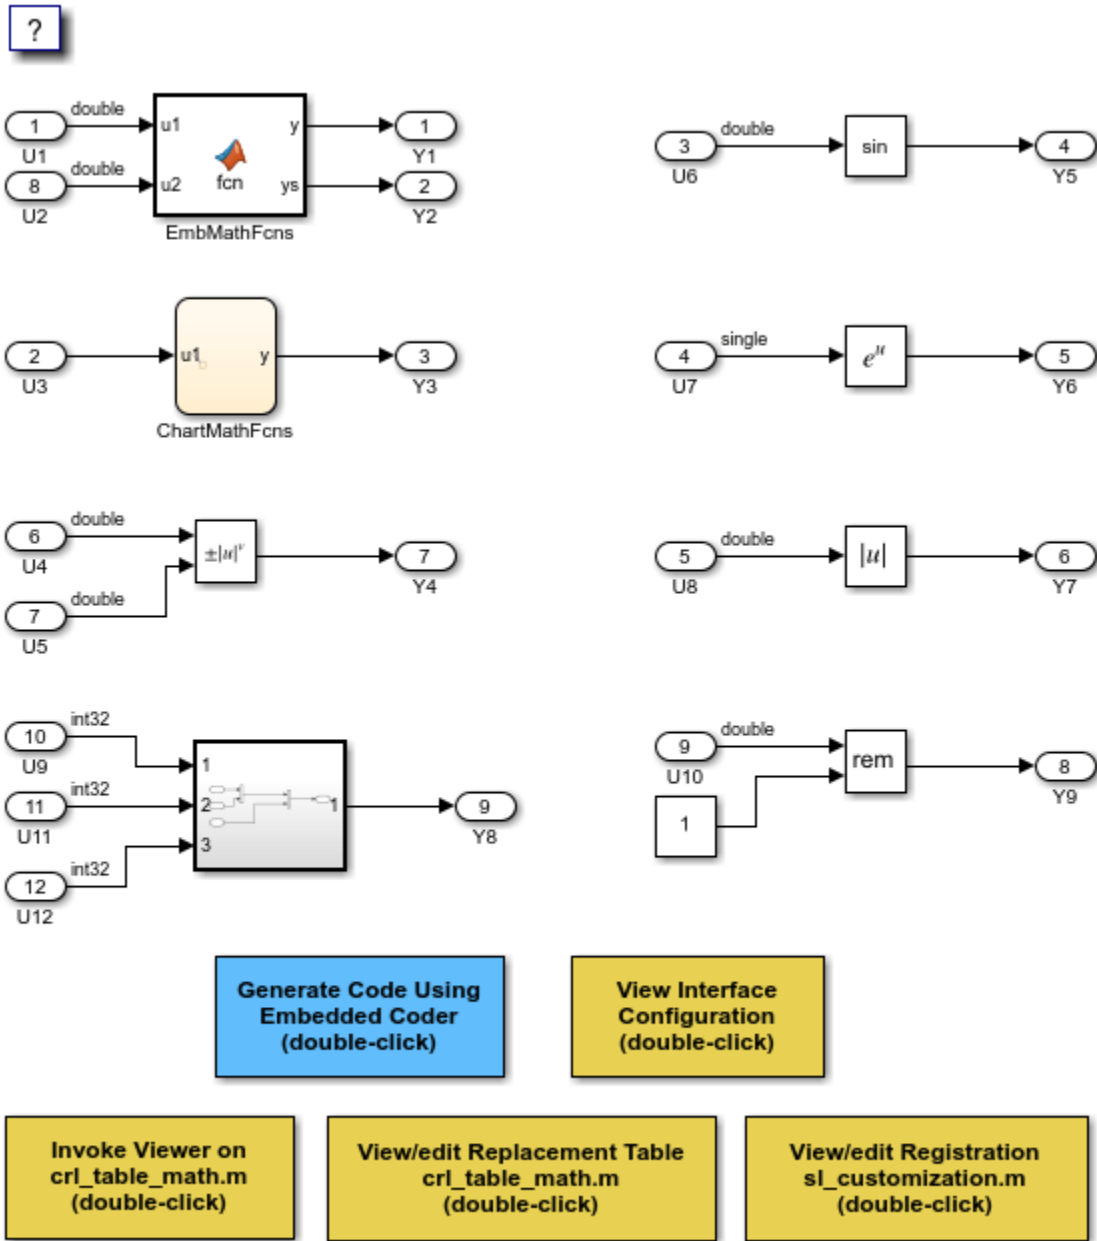 ?
double
1
u1
y
1
U1
Y1
double
8
u2
fcn
ys
2
U2
Y2
EmbMathFcns
double
3
sin
4
U6
Y5
2
u1
y
3
U3
Y3
ChartMathFcns
single
4
e^u
5
U7
Y6
double
6
U4
±|u|^v
7
Y4
double
7
U5
double
5
|u|
6
U8
Y7
int32
10
U9
1
int32
11
2
1
9
U11
Y8
3
int32
12
U12
double
9
rem
8
U10
Y9
1
Generate Code Using
Embedded Coder
(double-click)
View Interface
Configuration
(double-click)
Invoke Viewer on
crl_table_math.m
(double-click)
View/edit Replacement Table
crl_table_math.m
(double-click)
View/edit Registration
sl_customization.m
(double-click)